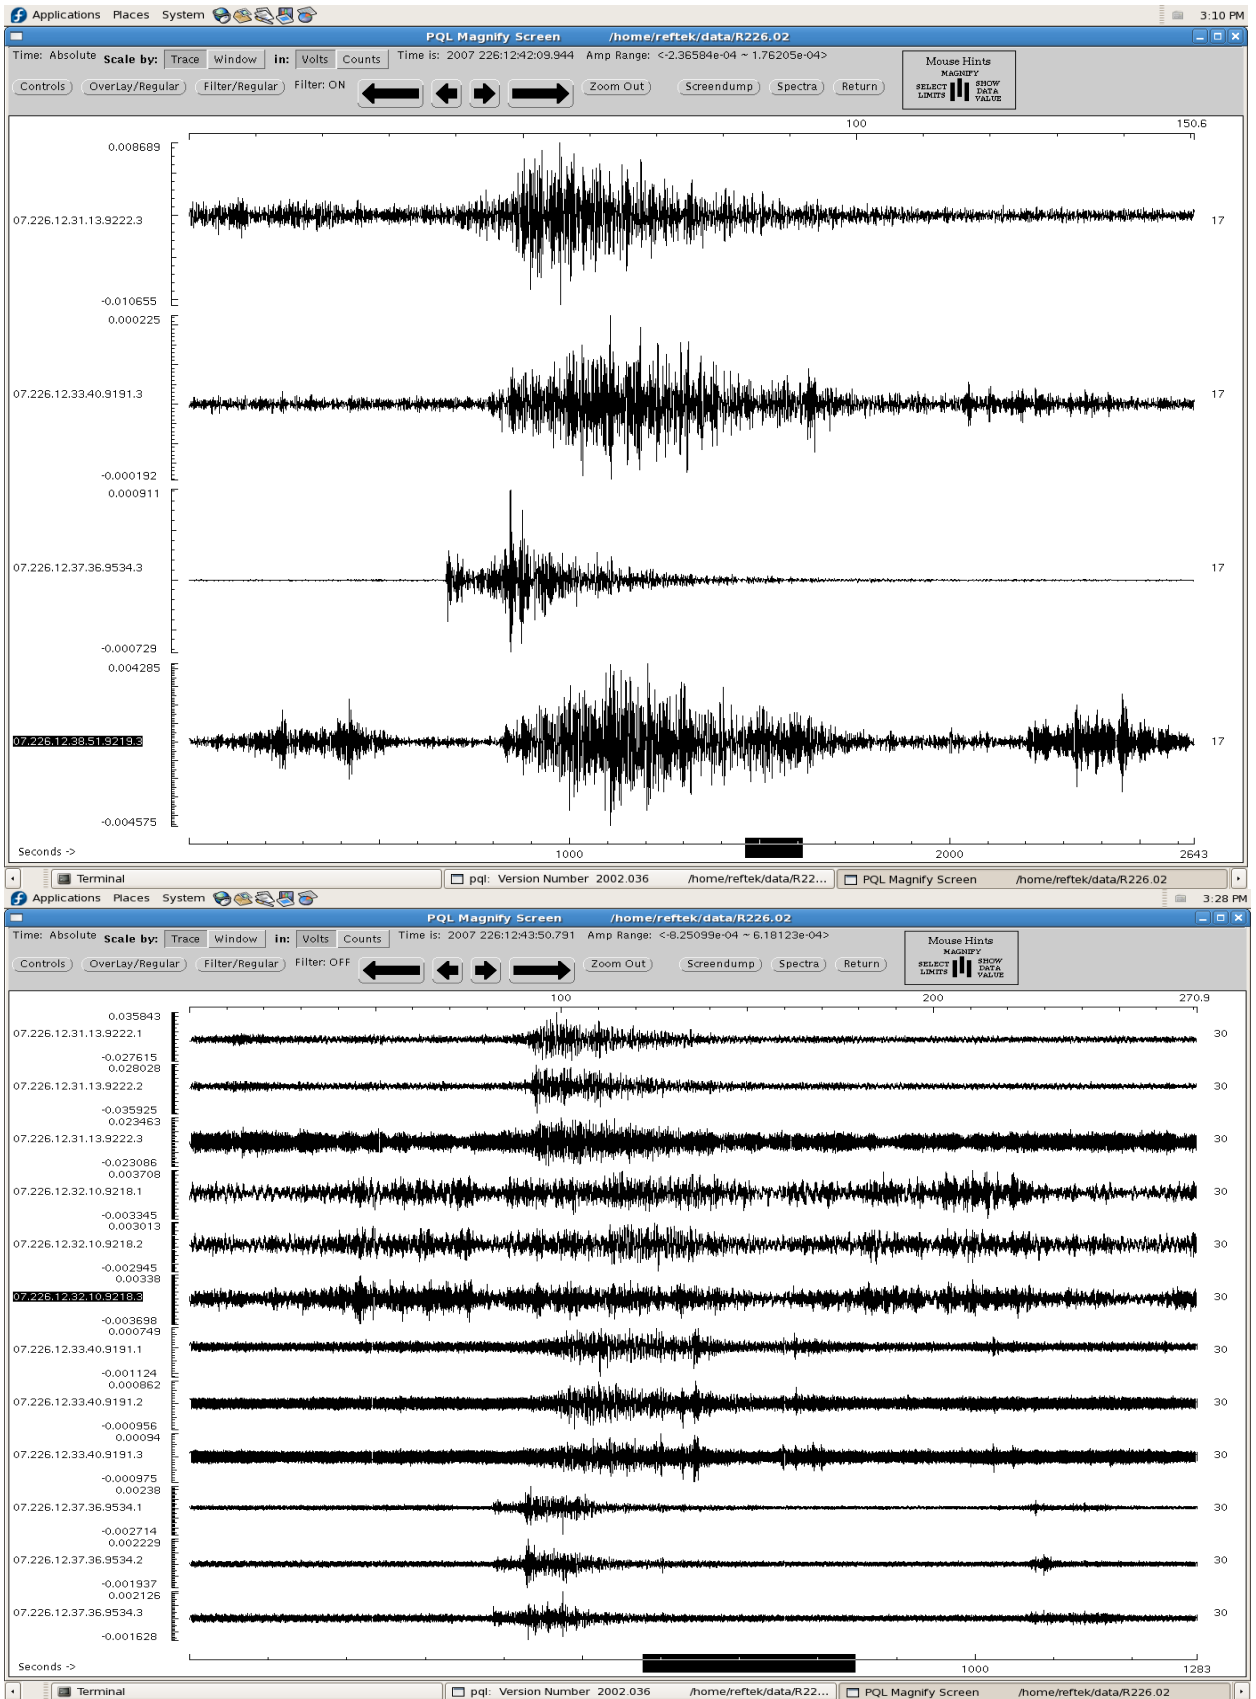 Applications Places System 3:10 PM
PQL Magnify Screen /home/reftek/data/R226.02
Time: Absolute Scale by: Trace Window in: Volts Counts Time is: 2007 226:12:42:09.944 Amp Range: <-2.36584e-04 ~ 1.76205e-04>
Controls OverLay/Regular Filter/Regular Filter: ON Zoom Out Screendump Spectra Return
Mouse Hints
MAGNIFY
SELECT LIMITS SHOW DATA VALUE
100 150.6
0.008689
07.226.12.31.13.9222.3 17
-0.010655
0.000225
07.226.12.33.40.9191.3 17
-0.000192
0.000911
07.226.12.37.36.9534.3 17
-0.000729
0.004285
07.226.12.38.51.9219.3 17
-0.004575
Seconds -> 1000 2000 2643
Terminal pql: Version Number 2002.036 /home/reftek/data/R22... PQL Magnify Screen /home/reftek/data/R226.02
Applications Places System 3:28 PM
PQL Magnify Screen /home/reftek/data/R226.02
Time: Absolute Scale by: Trace Window in: Volts Counts Time is: 2007 226:12:43:50.791 Amp Range: <-8.25099e-04 ~ 6.18123e-04>
Controls OverLay/Regular Filter/Regular Filter: OFF Zoom Out Screendump Spectra Return
Mouse Hints
MAGNIFY
SELECT LIMITS SHOW DATA VALUE
100 200 270.9
0.035843
07.226.12.31.13.9222.1 30
-0.027615
0.028028
07.226.12.31.13.9222.2 30
-0.035925
0.023463
07.226.12.31.13.9222.3 30
-0.023086
0.003708
07.226.12.32.10.9218.1 30
-0.003345
0.003013
07.226.12.32.10.9218.2 30
-0.002945
0.00338
07.226.12.32.10.9218.3 30
-0.003698
0.000749
07.226.12.33.40.9191.1 30
-0.001124
0.000862
07.226.12.33.40.9191.2 30
-0.000956
0.00094
07.226.12.33.40.9191.3 30
-0.000975
0.00238
07.226.12.37.36.9534.1 30
-0.002714
0.002229
07.226.12.37.36.9534.2 30
-0.001937
0.002126
07.226.12.37.36.9534.3 30
-0.001628
Seconds -> 1000 1283
Terminal pql: Version Number 2002.036 /home/reftek/data/R22... PQL Magnify Screen /home/reftek/data/R226.02